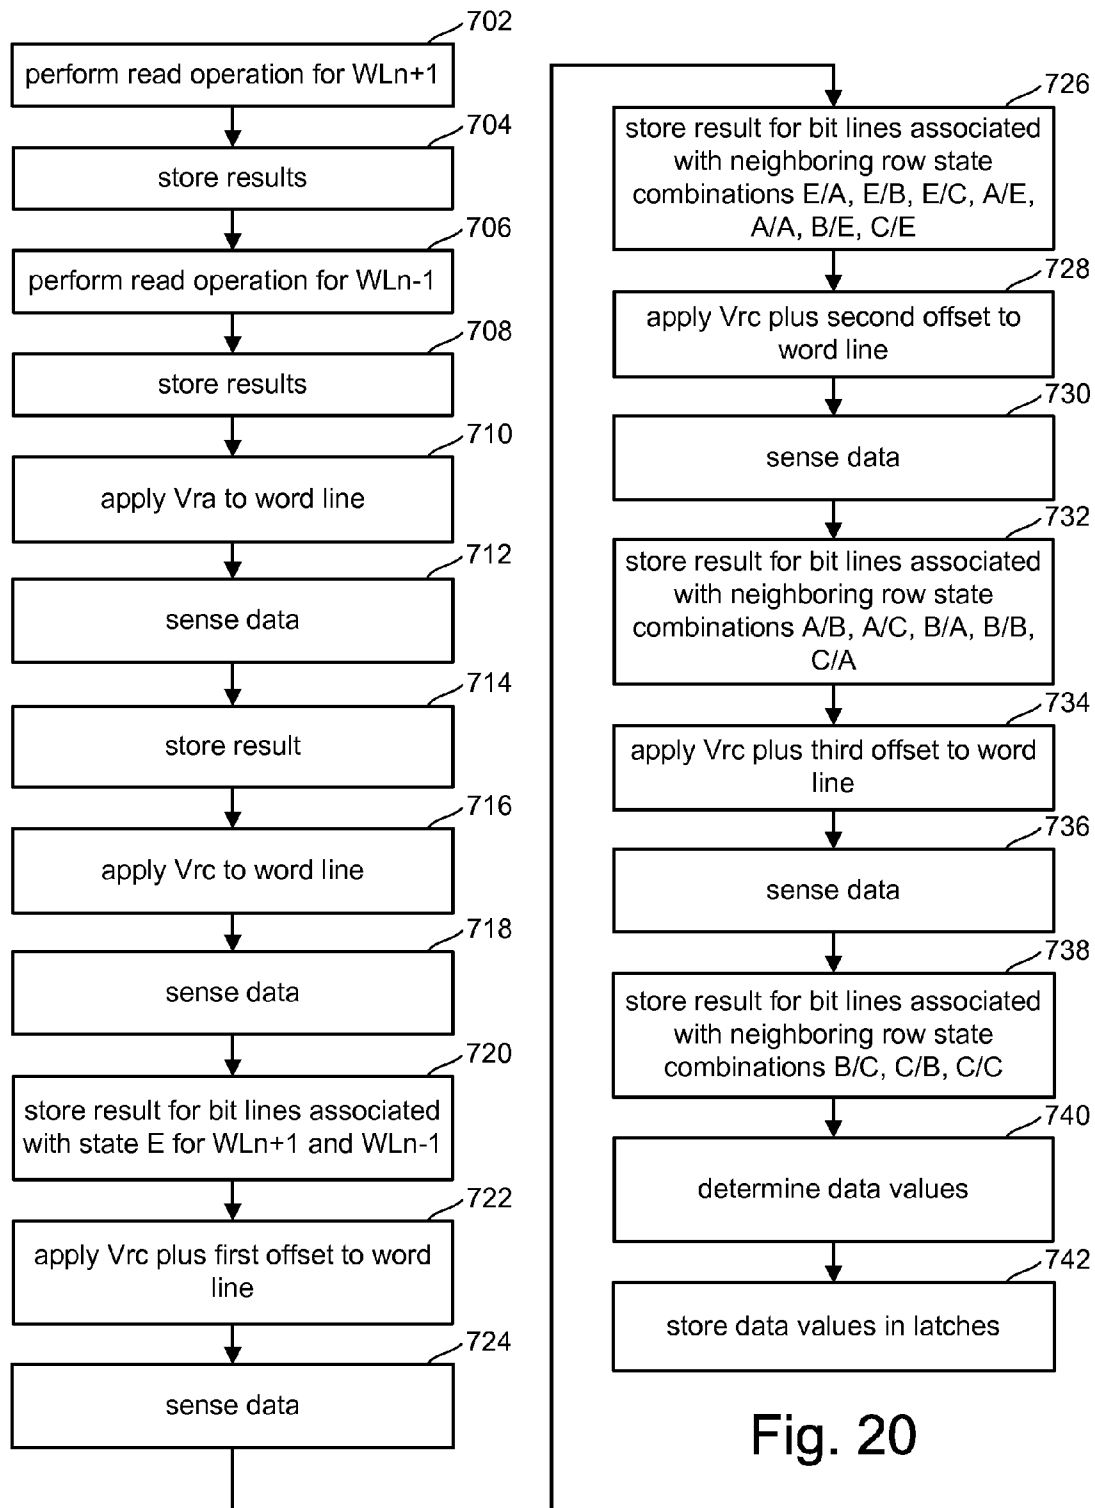 702
perform read operation for WLn+1
704
store results
706
perform read operation for WLn-1
708
store results
710
apply Vra to word line
712
sense data
714
store result
716
apply Vrc to word line
718
sense data
720
store result for bit lines associated
with state E for WLn+1 and WLn-1
722
apply Vrc plus first offset to word
line
724
sense data
726
store result for bit lines associated
with neighboring row state
combinations E/A, E/B, E/C, A/E,
A/A, B/E, C/E
728
apply Vrc plus second offset to
word line
730
sense data
732
store result for bit lines associated
with neighboring row state
combinations A/B, A/C, B/A, B/B,
C/A
734
apply Vrc plus third offset to word
line
736
sense data
738
store result for bit lines associated
with neighboring row state
combinations B/C, C/B, C/C
740
determine data values
742
store data values in latches
Fig. 20